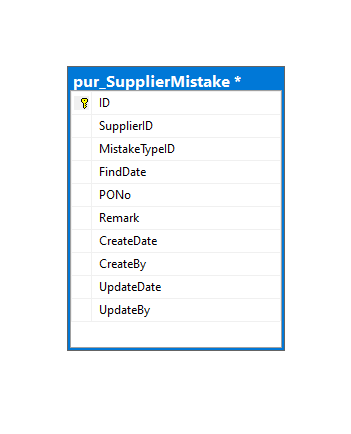 pur_SupplierMistake *
ID
SupplierID
MistakeTypeID
FindDate
PONo
Remark
CreateDate
CreateBy
UpdateDate
UpdateBy